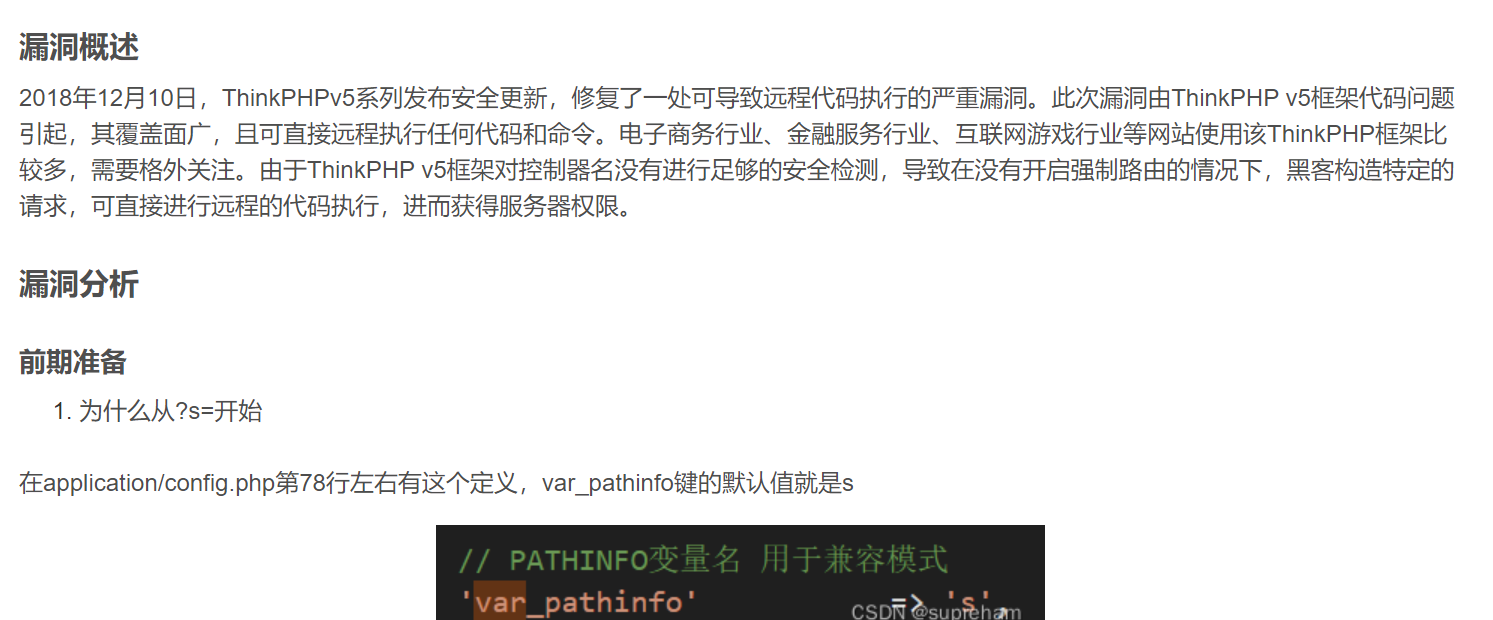 漏洞概述
2018年12月10日，ThinkPHPv5系列发布安全更新，修复了一处可导致远程代码执行的严重漏洞。此次漏洞由ThinkPHP v5框架代码问题
引起，其覆盖面广，且可直接远程执行任何代码和命令。电子商务行业、金融服务行业、互联网游戏行业等网站使用该ThinkPHP框架比
较多，需要格外关注。由于ThinkPHP v5框架对控制器名没有进行足够的安全检测，导致在没有开启强制路由的情况下，黑客构造特定的
请求，可直接进行远程的代码执行，进而获得服务器权限。
漏洞分析
前期准备
1. 为什么从?s=开始
在application/config.php第78行左右有这个定义，var_pathinfo键的默认值就是s
// PATHINFO变量名 用于兼容模式
'var_pathinfo' => 's',
CSDN @supreham